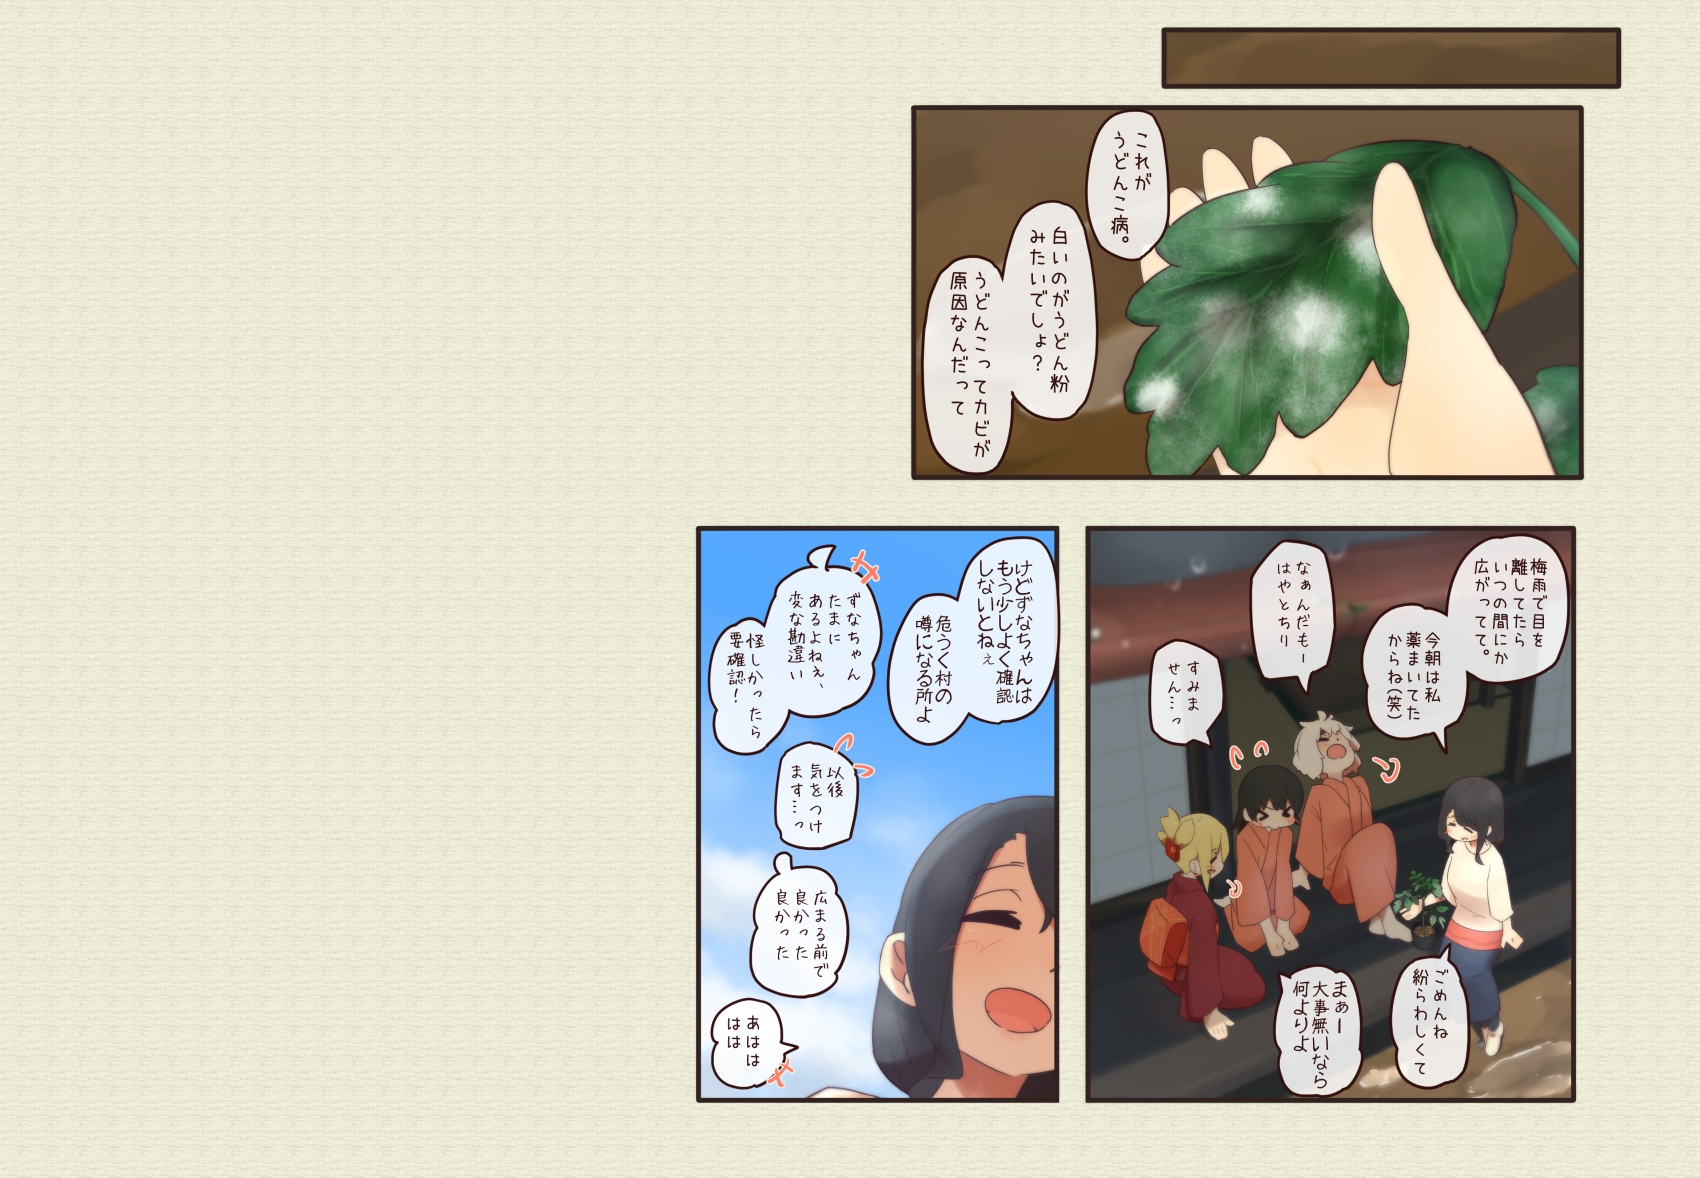 これが
うどんこ病。
白いのがうどん粉
みたいでしょ？
うどんこってカビが
原因なんだって
梅雨で目を
離してたら
いつの間にか
広がってて。
今朝は私
薬まいてた
からね(笑)
なぁんだもー
はやとちり
すみま
せん…っ
ごめんね
紛らわしくて
まぁー
大事無いなら
何よりよ
けどずなちゃんは
もう少しよく確認
しないとねぇ
危うく村の
噂になる所よ
ずなちゃん
たまに
あるよねぇ、
変な勘違い
怪しかったら
要確認！
以後
気をつけ
ます…っ
広まる前で
良かった
良かった
あはは
はは